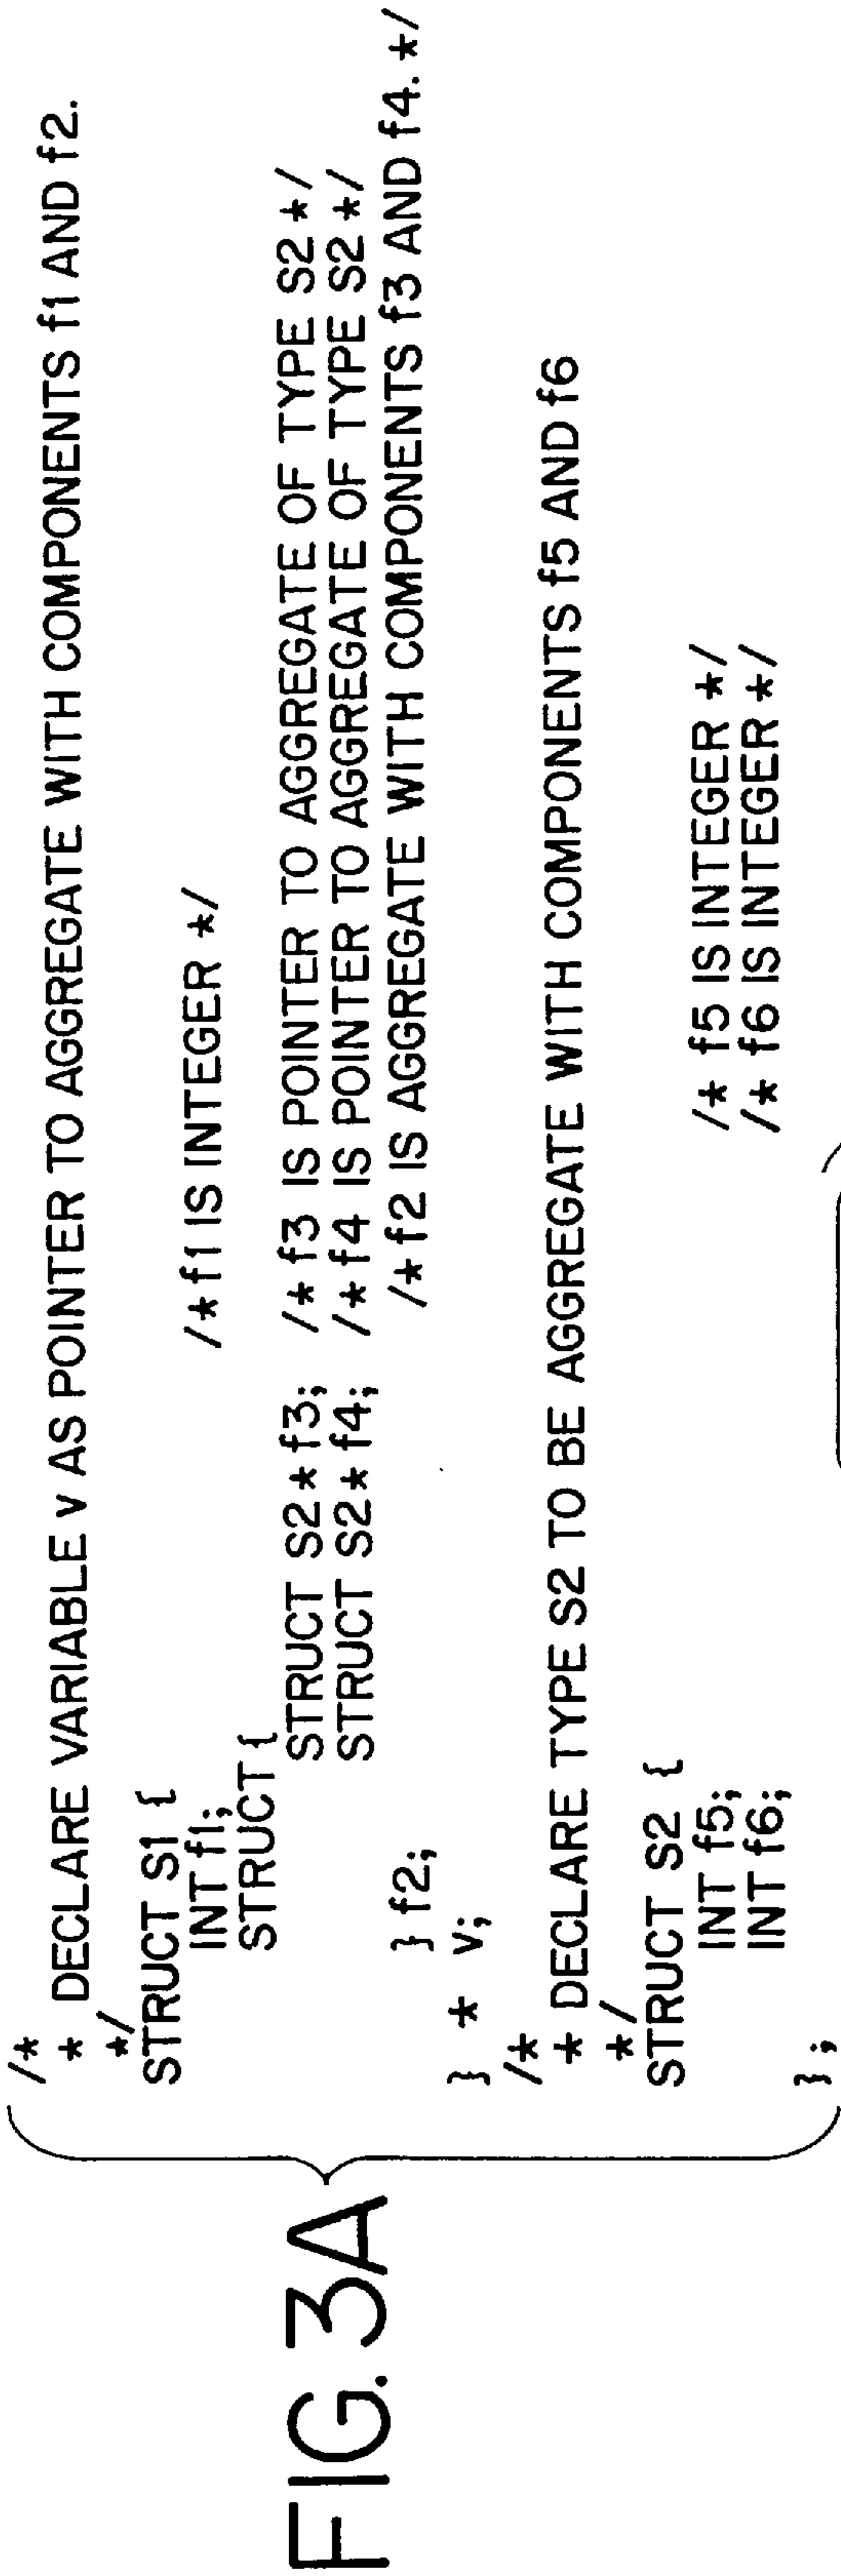 FIG. 3A
/*
* DECLARE VARIABLE v AS POINTER TO AGGREGATE WITH COMPONENTS f1 AND f2.
*/
STRUCT S1 {
INT f1; /* f1 IS INTEGER */
STRUCT {
STRUCT S2 * f3; /* f3 IS POINTER TO AGGREGATE OF TYPE S2 */
STRUCT S2 * f4; /* f4 IS POINTER TO AGGREGATE OF TYPE S2 */
} f2; /* f2 IS AGGREGATE WITH COMPONENTS f3 AND f4. */
} * v;
/*
* DECLARE TYPE S2 TO BE AGGREGATE WITH COMPONENTS f5 AND f6
*/
STRUCT S2 {
INT f5; /* f5 IS INTEGER */
INT f6; /* f6 IS INTEGER */
};